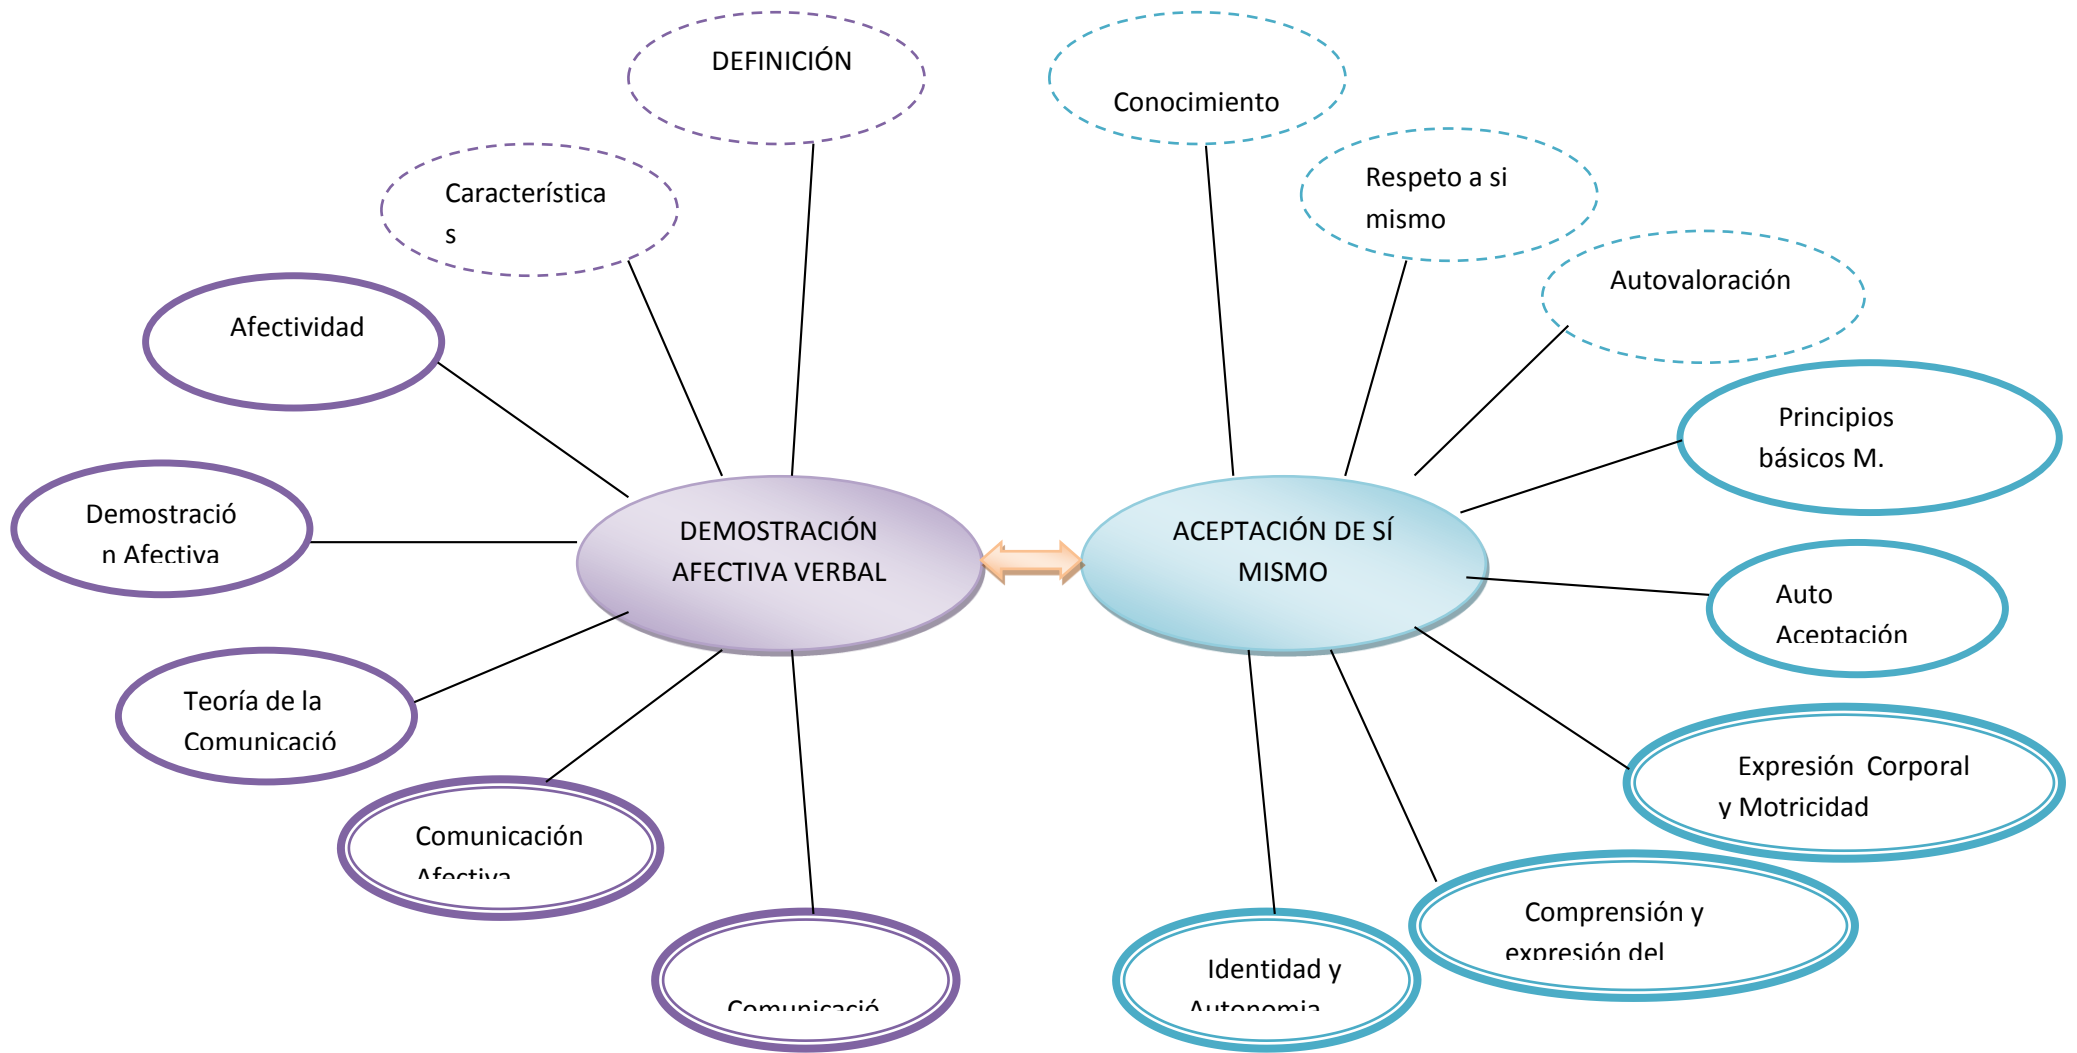 DEFINICIÓN
Característica
s
Afectividad
Demostració
n Afectiva
Teoría de la
Comunicació
Comunicación
Afectiva
Comunicació
DEMOSTRACIÓN
AFECTIVA VERBAL
ACEPTACIÓN DE SÍ
MISMO
Conocimiento
Respeto a si
mismo
Autovaloración
Principios
básicos M.
Auto
Aceptación
Expresión Corporal
y Motricidad
Comprensión y
expresión del
Identidad y
Autonomia